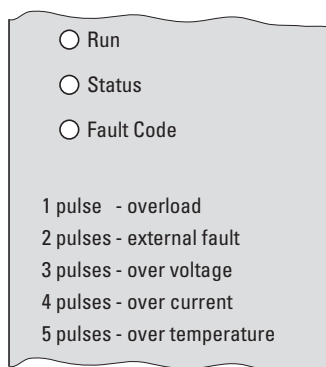 Run
Status
Fault Code
1 pulse - overload
2 pulses - external fault
3 pulses - over voltage
4 pulses - over current
5 pulses - over temperature